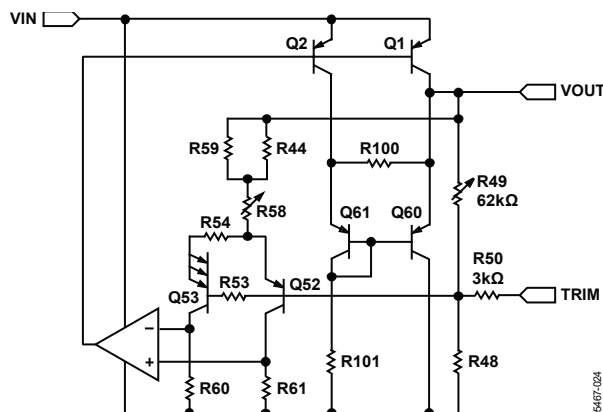 VIN
Q2
Q1
VOUT
R59
R44
R100
R49
62kΩ
R58
Q61
Q60
R54
R50
3kΩ
Q53
R53
Q52
TRIM
−
+
R60
R61
R101
R48
5467-024